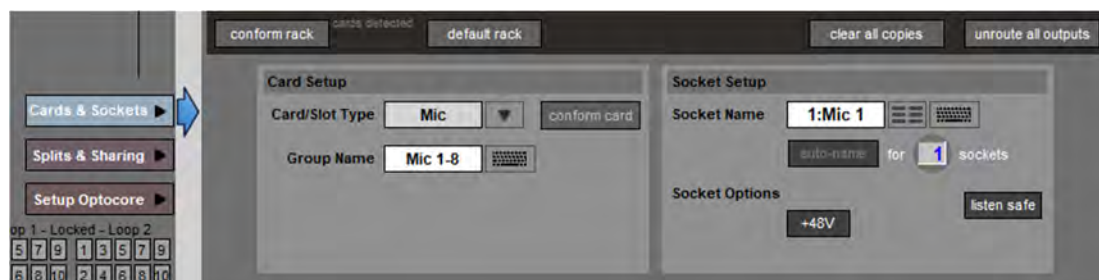 conform rack cards detected default rack clear all copies unroute all outputs
Card Setup Socket Setup
Cards & Sockets Card/Slot Type Mic conform card Socket Name 1:Mic 1
Splits & Sharing Group Name Mic 1-8 auto-name for 1 sockets
Setup Optocore Socket Options listen safe
+48V
op 1 - Locked - Loop 2
5 7 9 1 3 5 7 9
6 8 10 2 4 6 8 10